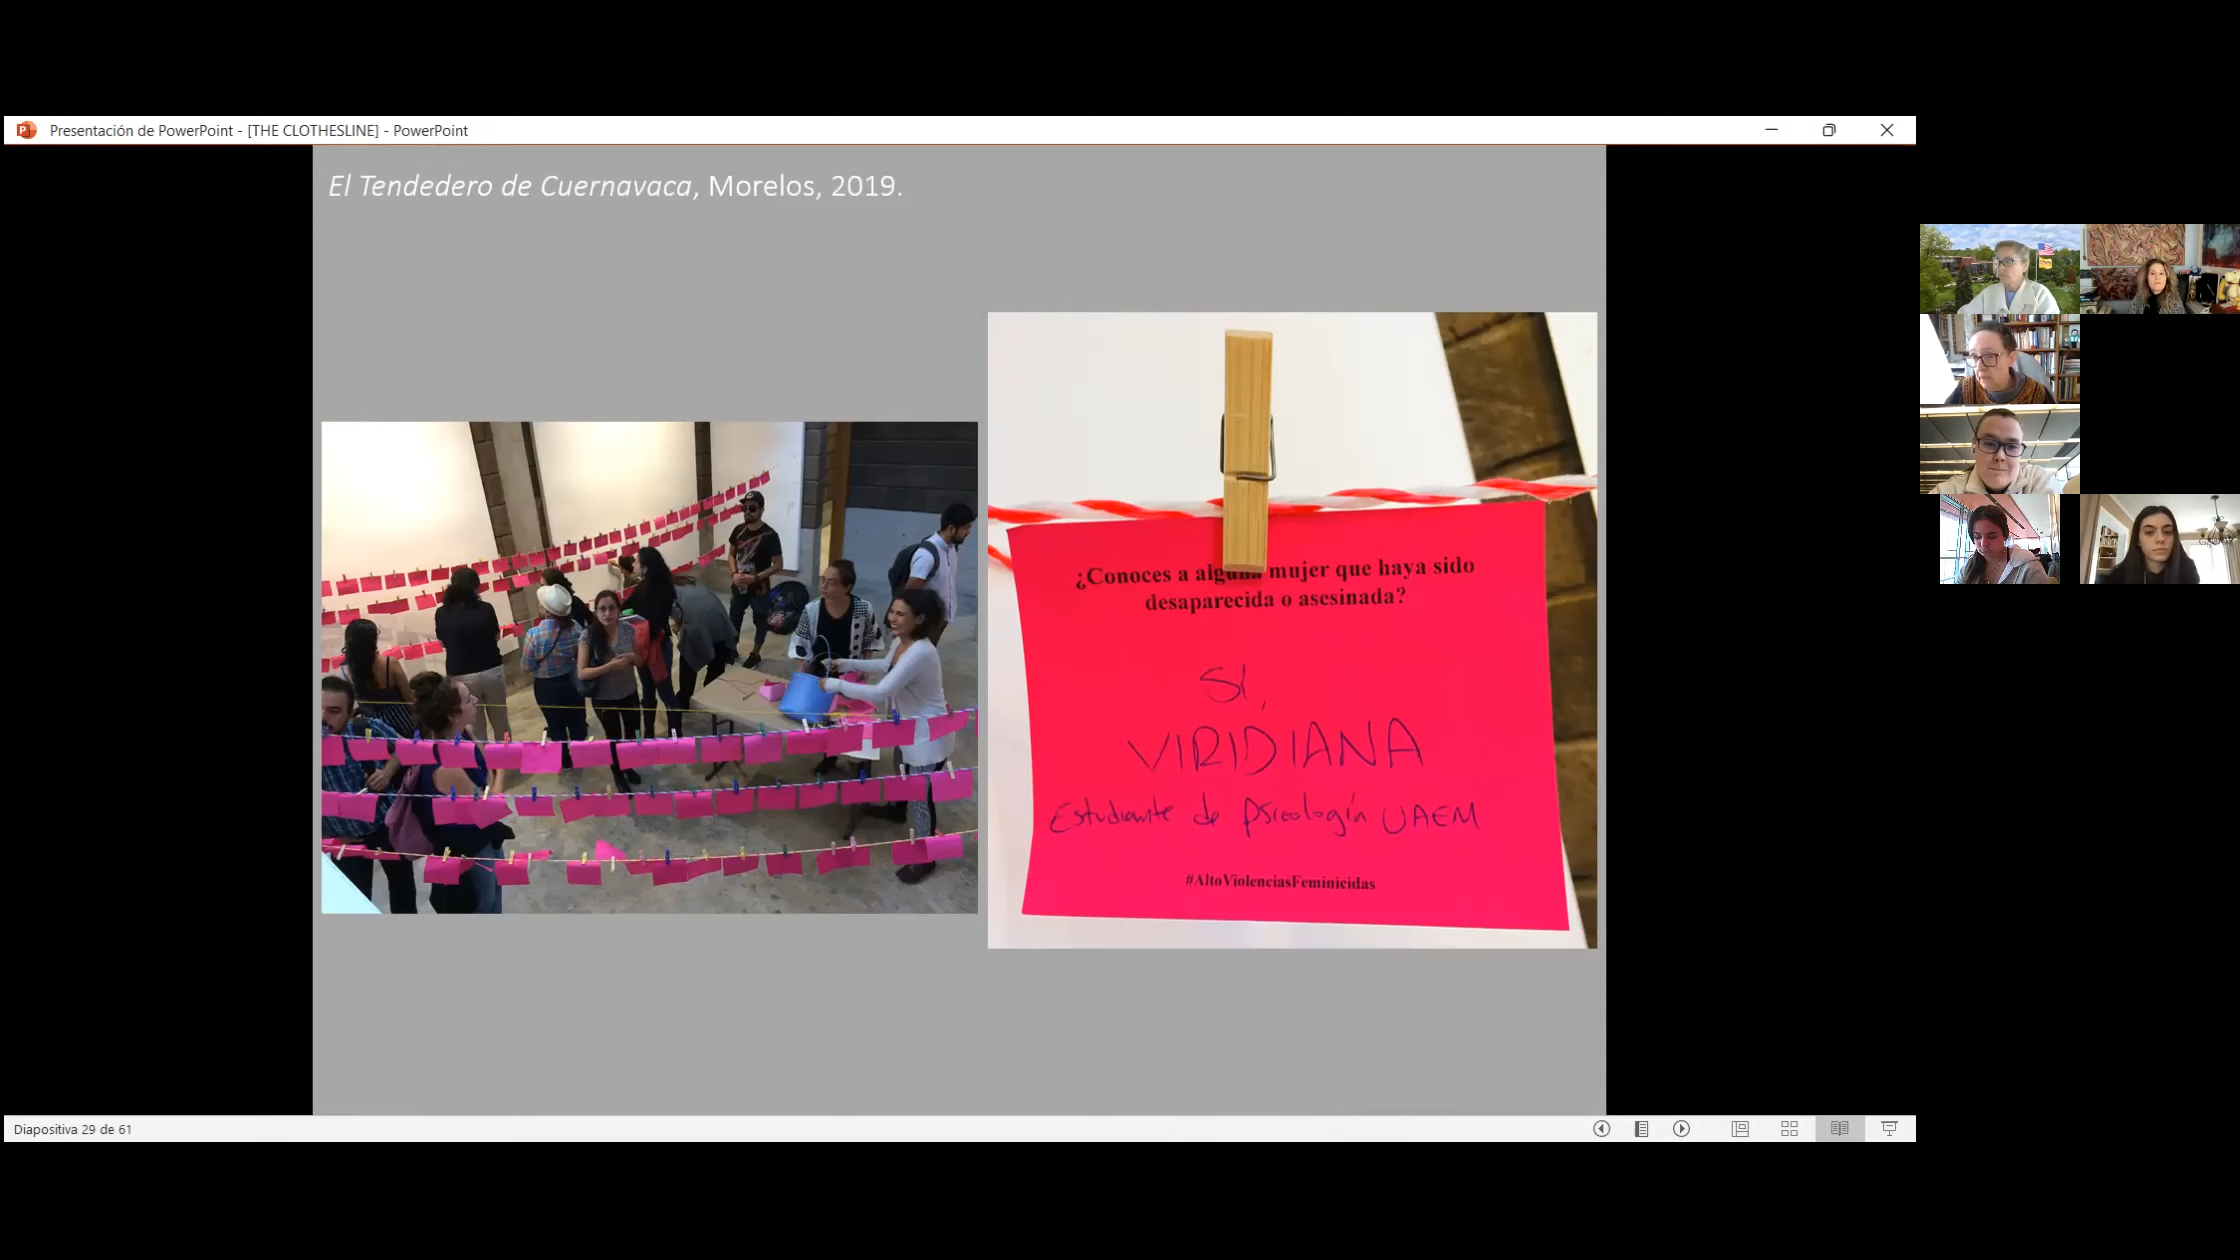 Presentación de PowerPoint - [THE CLOTHESLINE] - PowerPoint
El Tendedero de Cuernavaca, Morelos, 2019.
¿Conoces a alguna mujer que haya sido
desaparecida o asesinada?
SI,
VIRIDIANA
Estudiante de psicología UAEM
#AltoViolenciasFeminicidas
Diapositiva 29 de 61